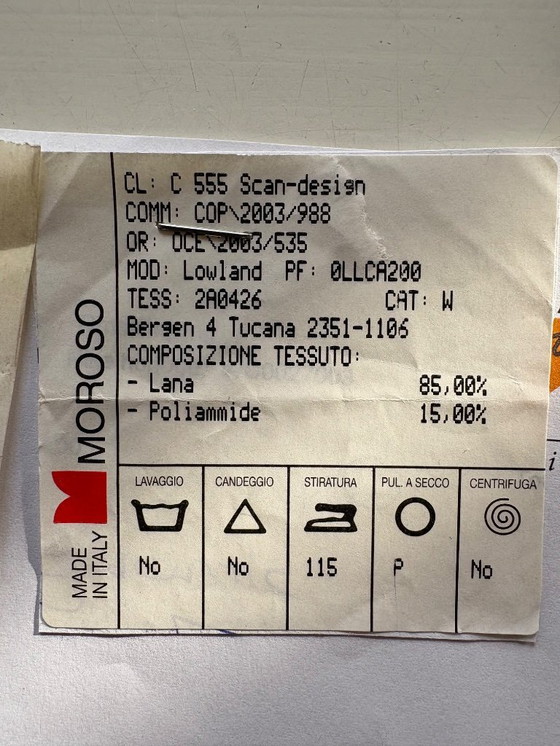 CL: C 555 Scan-design
COMM: COP\2003/988
OR: OCE\2003/535
MOD: Lowland PF: 0LLCA200
TESS: 2A0426 CAT: W
Bergen 4 Tucana 2351-1106
COMPOSIZIONE TESSUTO:
- Lana 85,00%
- Poliammide 15,00%
MOROSO
MADE
IN ITALY
LAVAGGIO CANDEGGIO STIRATURA PUL. A SECCO CENTRIFUGA
No No 115 P No